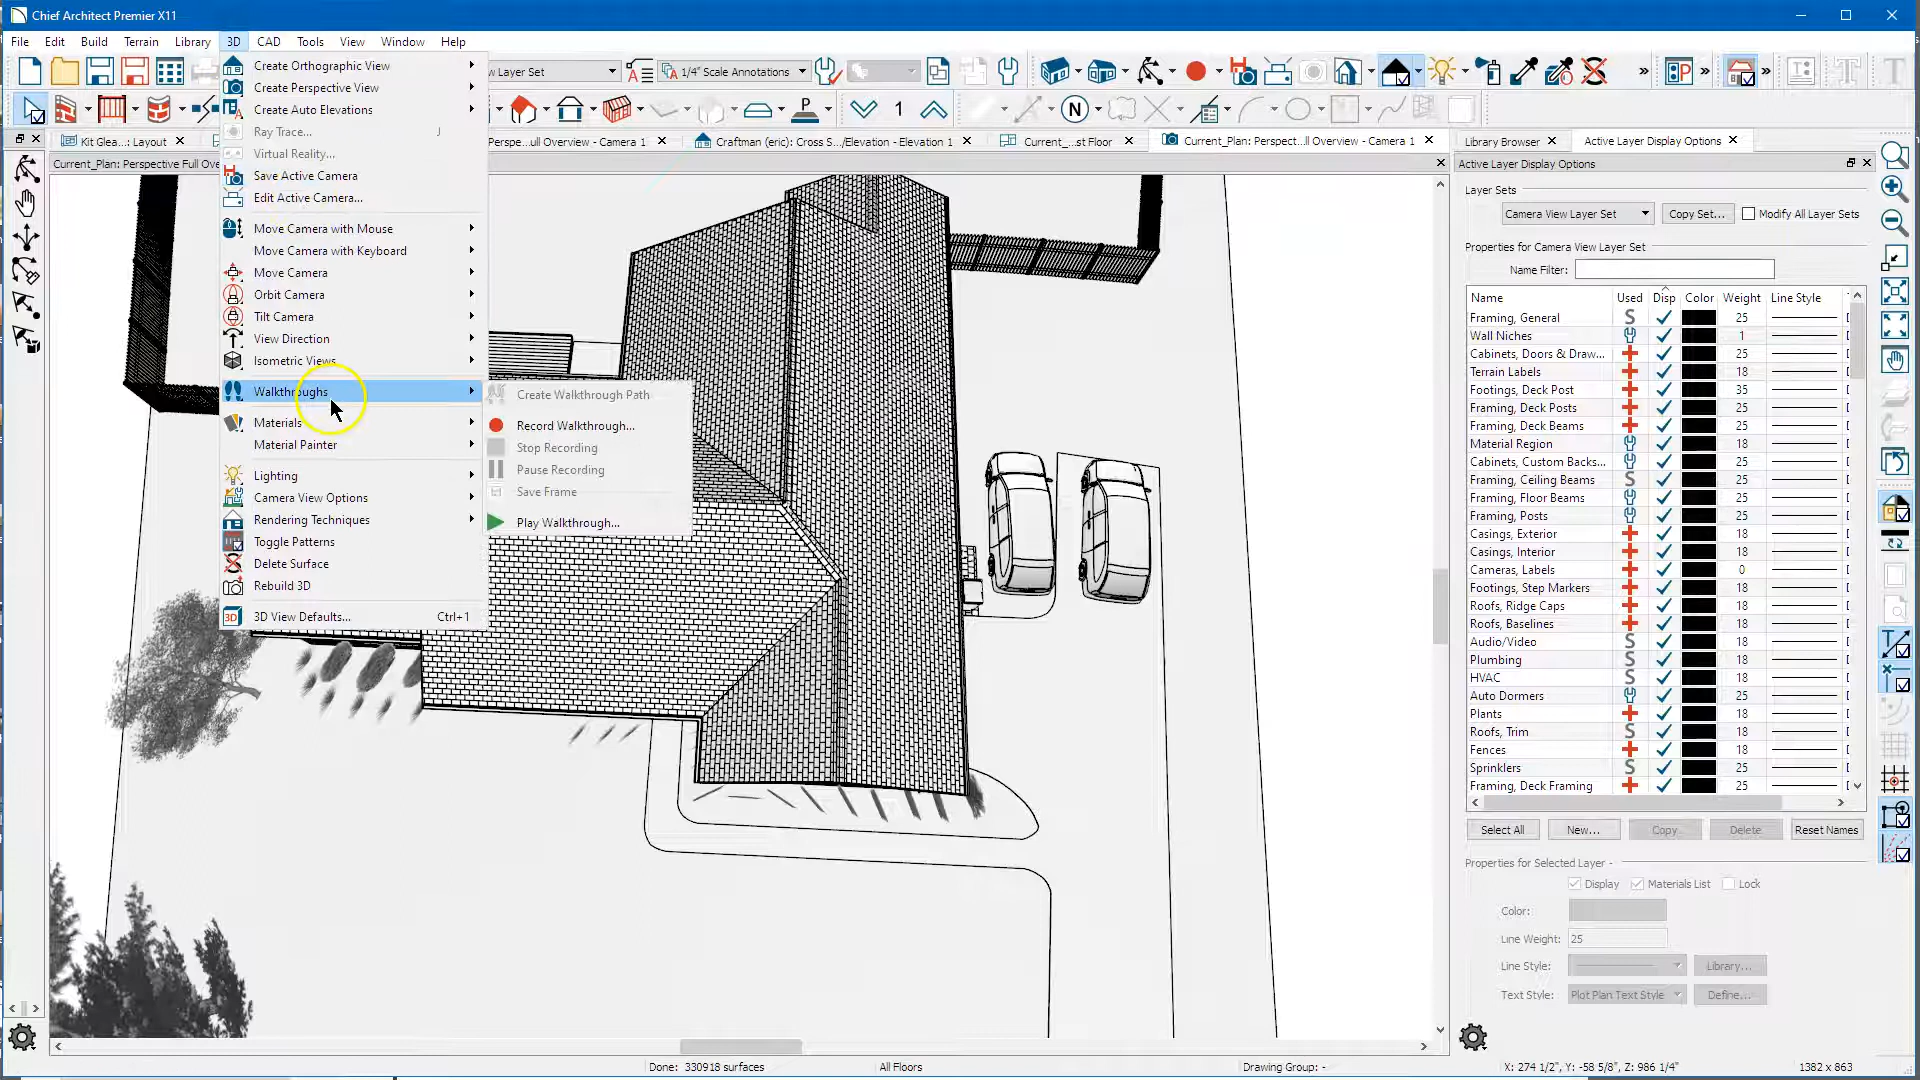 Chief Architect Premier X11
File Edit Build Terrain Library 3D CAD Tools View Window Help
w Layer Set 1/4" Scale Annotations
1
Kit Glea...: Layout
Perspe...ull Overview - Camera 1
Craftman (eric): Cross S.../Elevation - Elevation 1
Current_...st Floor
Current_Plan: Perspect...ll Overview - Camera 1
Library Browser
Active Layer Display Options
Current_Plan: Perspective Full Ove
Create Orthographic View
Create Perspective View
Create Auto Elevations
Ray Trace... J
Virtual Reality...
Save Active Camera
Edit Active Camera...
Move Camera with Mouse
Move Camera with Keyboard
Move Camera
Orbit Camera
Tilt Camera
View Direction
Isometric Views
Walkthroughs
Materials
Material Painter
Lighting
Camera View Options
Rendering Techniques
Toggle Patterns
Delete Surface
Rebuild 3D
3D View Defaults... Ctrl+1
Create Walkthrough Path
Record Walkthrough...
Stop Recording
Pause Recording
Save Frame
Play Walkthrough...
Active Layer Display Options
Layer Sets
Camera View Layer Set Copy Set... Modify All Layer Sets
Properties for Camera View Layer Set
Name Filter:
Name Used Disp Color Weight Line Style
Framing, General S 25
Wall Niches 1
Cabinets, Doors & Draw... 25
Terrain Labels 18
Footings, Deck Post 35
Framing, Deck Posts 25
Framing, Deck Beams 25
Material Region 18
Cabinets, Custom Backs... 25
Framing, Ceiling Beams S 25
Framing, Floor Beams 25
Framing, Posts 25
Casings, Exterior 18
Casings, Interior 18
Cameras, Labels 0
Footings, Step Markers 18
Roofs, Ridge Caps 18
Roofs, Baselines 18
Audio/Video S 18
Plumbing S 18
HVAC S 18
Auto Dormers 25
Plants 18
Roofs, Trim S 18
Fences 18
Sprinklers S 25
Framing, Deck Framing 25
Select All New... Copy Delete Reset Names
Properties for Selected Layer -
Display Materials List Lock
Color:
Line Weight: 25
Line Style: Library...
Text Style: Plot Plan Text Style Define...
Done: 330918 surfaces All Floors Drawing Group: - X: 274 1/2", Y: -58 5/8", Z: 986 1/4" 1382 x 863